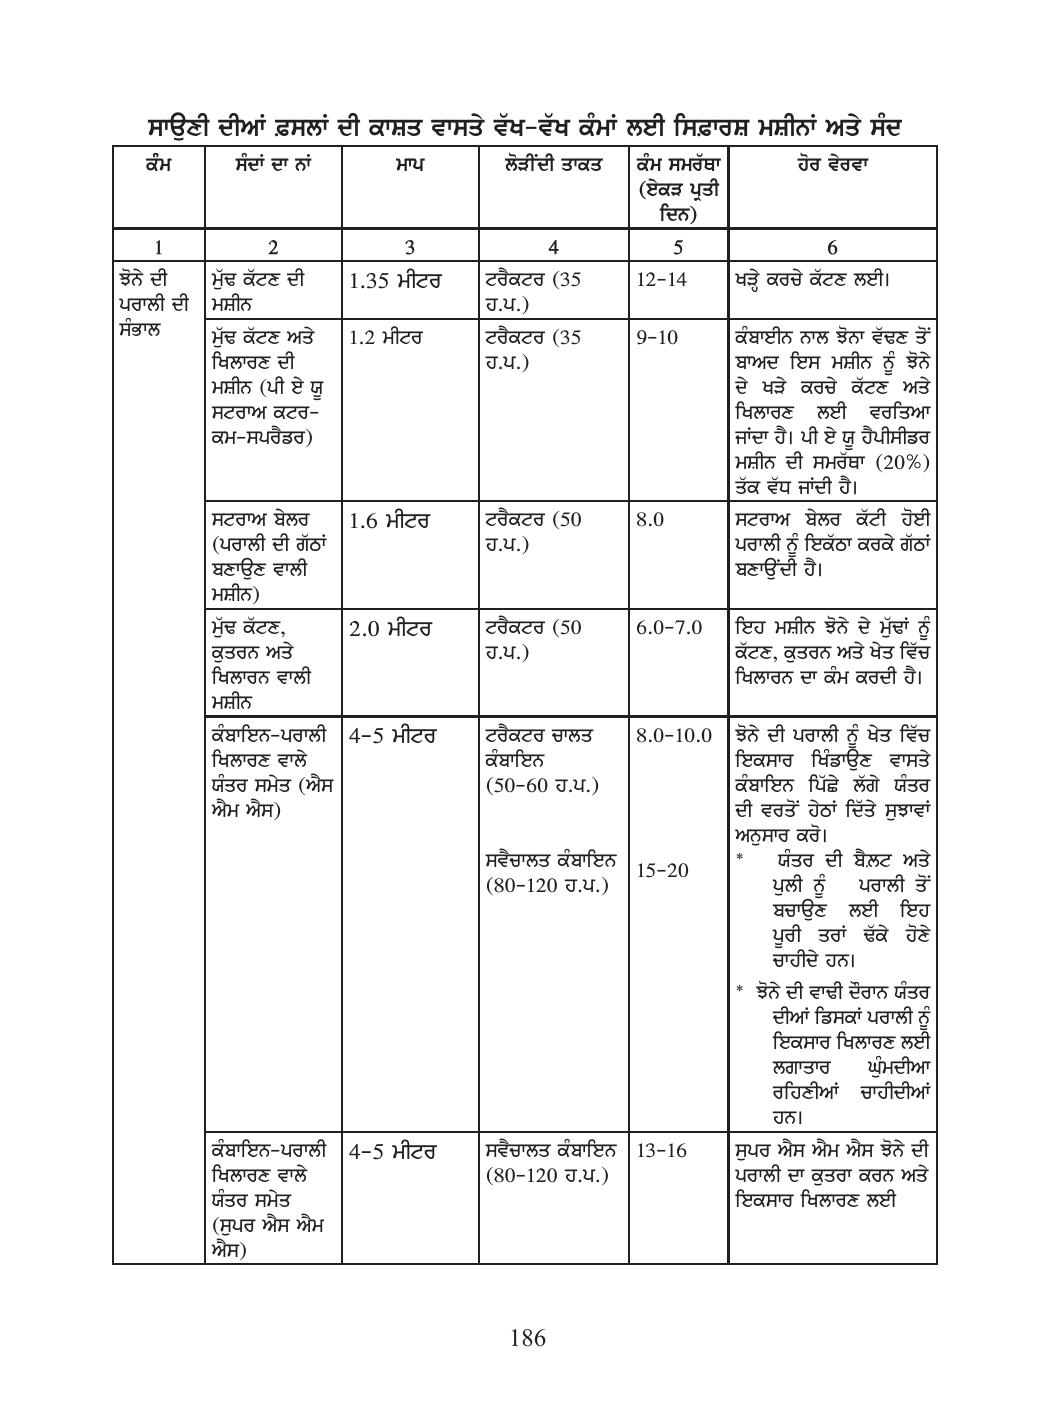 ਸਾਉਣੀ ਦੀਆਂ ਫ਼ਸਲਾਂ ਦੀ ਕਾਸ਼ਤ ਵਾਸਤੇ ਵੱਖ-ਵੱਖ ਕੰਮਾਂ ਲਈ ਸਿਫ਼ਾਰਸ਼ ਮਸ਼ੀਨਾਂ ਅਤੇ ਸੰਦ
ਕੰਮ
ਸੰਦਾਂ ਦਾ ਨਾਂ
ਮਾਪ
ਲੋੜੀਂਦੀ ਤਾਕਤ
ਕੰਮ ਸਮਰੱਥਾ
(ਏਕੜ ਪ੍ਰਤੀ
ਦਿਨ)
ਹੋਰ ਵੇਰਵਾ
1
2
3
4
5
6
ਝੋਨੇ ਦੀ
ਪਰਾਲੀ ਦੀ
ਸੰਭਾਲ
ਮੁੱਢ ਕੱਟਣ ਦੀ
ਮਸ਼ੀਨ
1.35 ਮੀਟਰ
ਟਰੈਕਟਰ (35
ਹ.ਪ.)
12-14
ਖੜ੍ਹੇ ਕਰਚੇ ਕੱਟਣ ਲਈ।
ਮੁੱਢ ਕੱਟਣ ਅਤੇ
ਖਿਲਾਰਣ ਦੀ
ਮਸ਼ੀਨ (ਪੀ ਏ ਯੂ
ਸਟਰਾਅ ਕਟਰ-
ਕਮ-ਸਪਰੈਡਰ)
1.2 ਮੀਟਰ
ਟਰੈਕਟਰ (35
ਹ.ਪ.)
9-10
ਕੰਬਾਈਨ ਨਾਲ ਝੋਨਾ ਵੱਢਣ ਤੋਂ
ਬਾਅਦ ਇਸ ਮਸ਼ੀਨ ਨੂੰ ਝੋਨੇ
ਦੇ ਖੜੇ ਕਰਚੇ ਕੱਟਣ ਅਤੇ
ਖਿਲਾਰਣ ਲਈ ਵਰਤਿਆ
ਜਾਂਦਾ ਹੈ। ਪੀ ਏ ਯੂ ਹੈਪੀਸੀਡਰ
ਮਸ਼ੀਨ ਦੀ ਸਮਰੱਥਾ (20%)
ਤੱਕ ਵੱਧ ਜਾਂਦੀ ਹੈ।
ਸਟਰਾਅ ਬੇਲਰ
(ਪਰਾਲੀ ਦੀ ਗੱਠਾਂ
ਬਣਾਉਣ ਵਾਲੀ
ਮਸ਼ੀਨ)
1.6 ਮੀਟਰ
ਟਰੈਕਟਰ (50
ਹ.ਪ.)
8.0
ਸਟਰਾਅ ਬੇਲਰ ਕੱਟੀ ਹੋਈ
ਪਰਾਲੀ ਨੂੰ ਇਕੱਠਾ ਕਰਕੇ ਗੱਠਾਂ
ਬਣਾਉਂਦੀ ਹੈ।
ਮੁੱਢ ਕੱਟਣ,
ਕੁਤਰਨ ਅਤੇ
ਖਿਲਾਰਨ ਵਾਲੀ
ਮਸ਼ੀਨ
2.0 ਮੀਟਰ
ਟਰੈਕਟਰ (50
ਹ.ਪ.)
6.0-7.0
ਇਹ ਮਸ਼ੀਨ ਝੋਨੇ ਦੇ ਮੁੱਢਾਂ ਨੂੰ
ਕੱਟਣ, ਕੁਤਰਨ ਅਤੇ ਖੇਤ ਵਿੱਚ
ਖਿਲਾਰਨ ਦਾ ਕੰਮ ਕਰਦੀ ਹੈ।
ਕੰਬਾਇਨ-ਪਰਾਲੀ
ਖਿਲਾਰਣ ਵਾਲੇ
ਯੰਤਰ ਸਮੇਤ (ਐਸ
ਐਮ ਐਸ)
4-5 ਮੀਟਰ
ਟਰੈਕਟਰ ਚਾਲਤ
ਕੰਬਾਇਨ
(50-60 ਹ.ਪ.)
ਸਵੈਚਾਲਤ ਕੰਬਾਇਨ
(80-120 ਹ.ਪ.)
8.0-10.0
15-20
ਝੋਨੇ ਦੀ ਪਰਾਲੀ ਨੂੰ ਖੇਤ ਵਿੱਚ
ਇਕਸਾਰ ਖਿੰਡਾਉਣ ਵਾਸਤੇ
ਕੰਬਾਇਨ ਪਿੱਛੇ ਲੱਗੇ ਯੰਤਰ
ਦੀ ਵਰਤੋਂ ਹੇਠਾਂ ਦਿੱਤੇ ਸੁਝਾਵਾਂ
ਅਨੁਸਾਰ ਕਰੋ।
* ਯੰਤਰ ਦੀ ਬੈਲਟ ਅਤੇ
ਪੁਲੀ ਨੂੰ ਪਰਾਲੀ ਤੋਂ
ਬਚਾਉਣ ਲਈ ਇਹ
ਪੂਰੀ ਤਰਾਂ ਢੱਕੇ ਹੋਣੇ
ਚਾਹੀਦੇ ਹਨ।
* ਝੋਨੇ ਦੀ ਵਾਢੀ ਦੌਰਾਨ ਯੰਤਰ
ਦੀਆਂ ਡਿਸਕਾਂ ਪਰਾਲੀ ਨੂੰ
ਇਕਸਾਰ ਖਿਲਾਰਣ ਲਈ
ਲਗਾਤਾਰ ਘੁੰਮਦੀਆ
ਰਹਿਣੀਆਂ ਚਾਹੀਦੀਆਂ
ਹਨ।
ਕੰਬਾਇਨ-ਪਰਾਲੀ
ਖਿਲਾਰਣ ਵਾਲੇ
ਯੰਤਰ ਸਮੇਤ
(ਸੁਪਰ ਐਸ ਐਮ
ਐਸ)
4-5 ਮੀਟਰ
ਸਵੈਚਾਲਤ ਕੰਬਾਇਨ
(80-120 ਹ.ਪ.)
13-16
ਸੁਪਰ ਐਸ ਐਮ ਐਸ ਝੋਨੇ ਦੀ
ਪਰਾਲੀ ਦਾ ਕੁਤਰਾ ਕਰਨ ਅਤੇ
ਇਕਸਾਰ ਖਿਲਾਰਣ ਲਈ
186